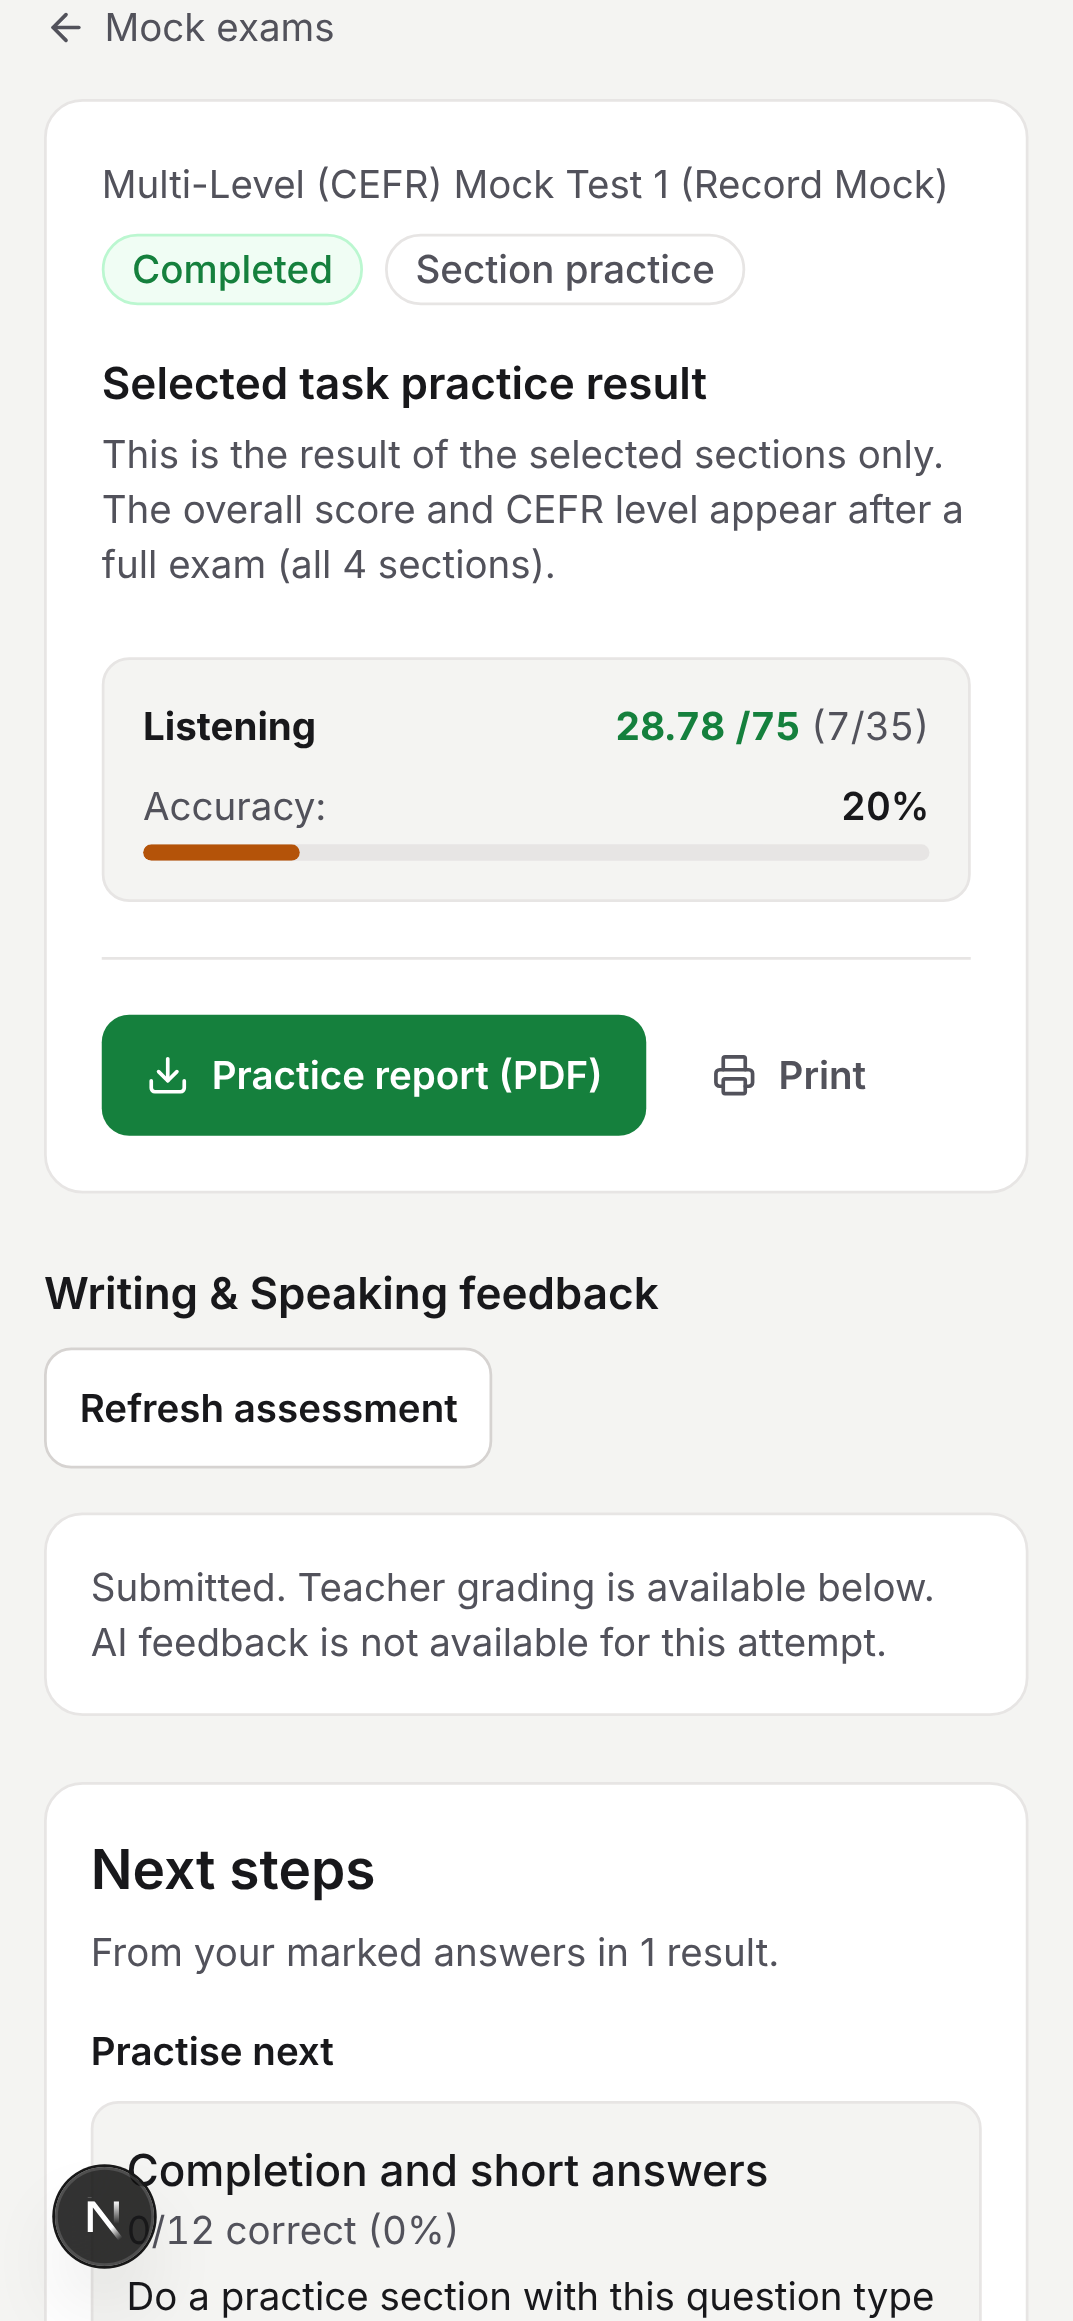 Mock exams
Multi-Level (CEFR) Mock Test 1 (Record Mock)
Completed
Section practice
Selected task practice result
This is the result of the selected sections only.
The overall score and CEFR level appear after a
full exam (all 4 sections).
Listening 28.78 /75 (7/35)
Accuracy: 20%
Practice report (PDF)
Print
Writing & Speaking feedback
Refresh assessment
Submitted. Teacher grading is available below.
AI feedback is not available for this attempt.
Next steps
From your marked answers in 1 result.
Practise next
Completion and short answers
N
0/12 correct (0%)
Do a practice section with this question type